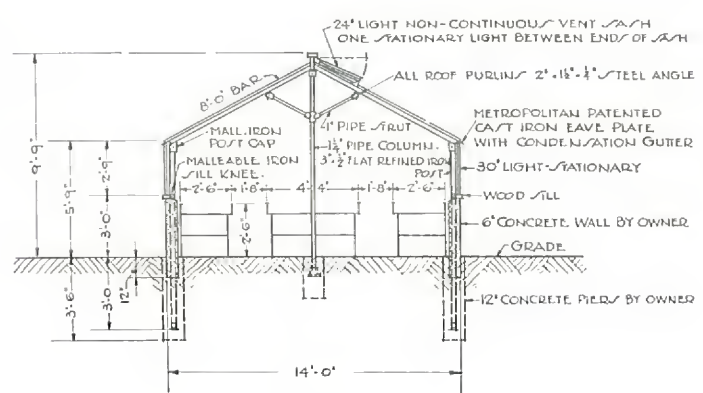 24" LIGHT NON-CONTINUOUS VENT SASH
ONE STATIONARY LIGHT BETWEEN ENDS OF SASH
8'-0" BAR
ALL ROOF PURLINS 2"-1½"-¼" STEEL ANGLE
METROPOLITAN PATENTED
CAST IRON EAVE PLATE
WITH CONDENSATION GUTTER
MALL. IRON
POST CAP
1" PIPE STRUT
1¼" PIPE COLUMN.
3"-½" FLAT REFINED IRON
POST
MALLEABLE IRON
SILL KNEE.
30" LIGHT-STATIONARY
9'-9"
5'-9"
2'-9"
3'-0"
2'-6" 1'-8" 4'-4" 1'-8" 2'-6"
WOOD SILL
2'-6"
6" CONCRETE WALL BY OWNER
GRADE
3'-6"
3'-0"
12"
12" CONCRETE PIERS BY OWNER
14'-0"